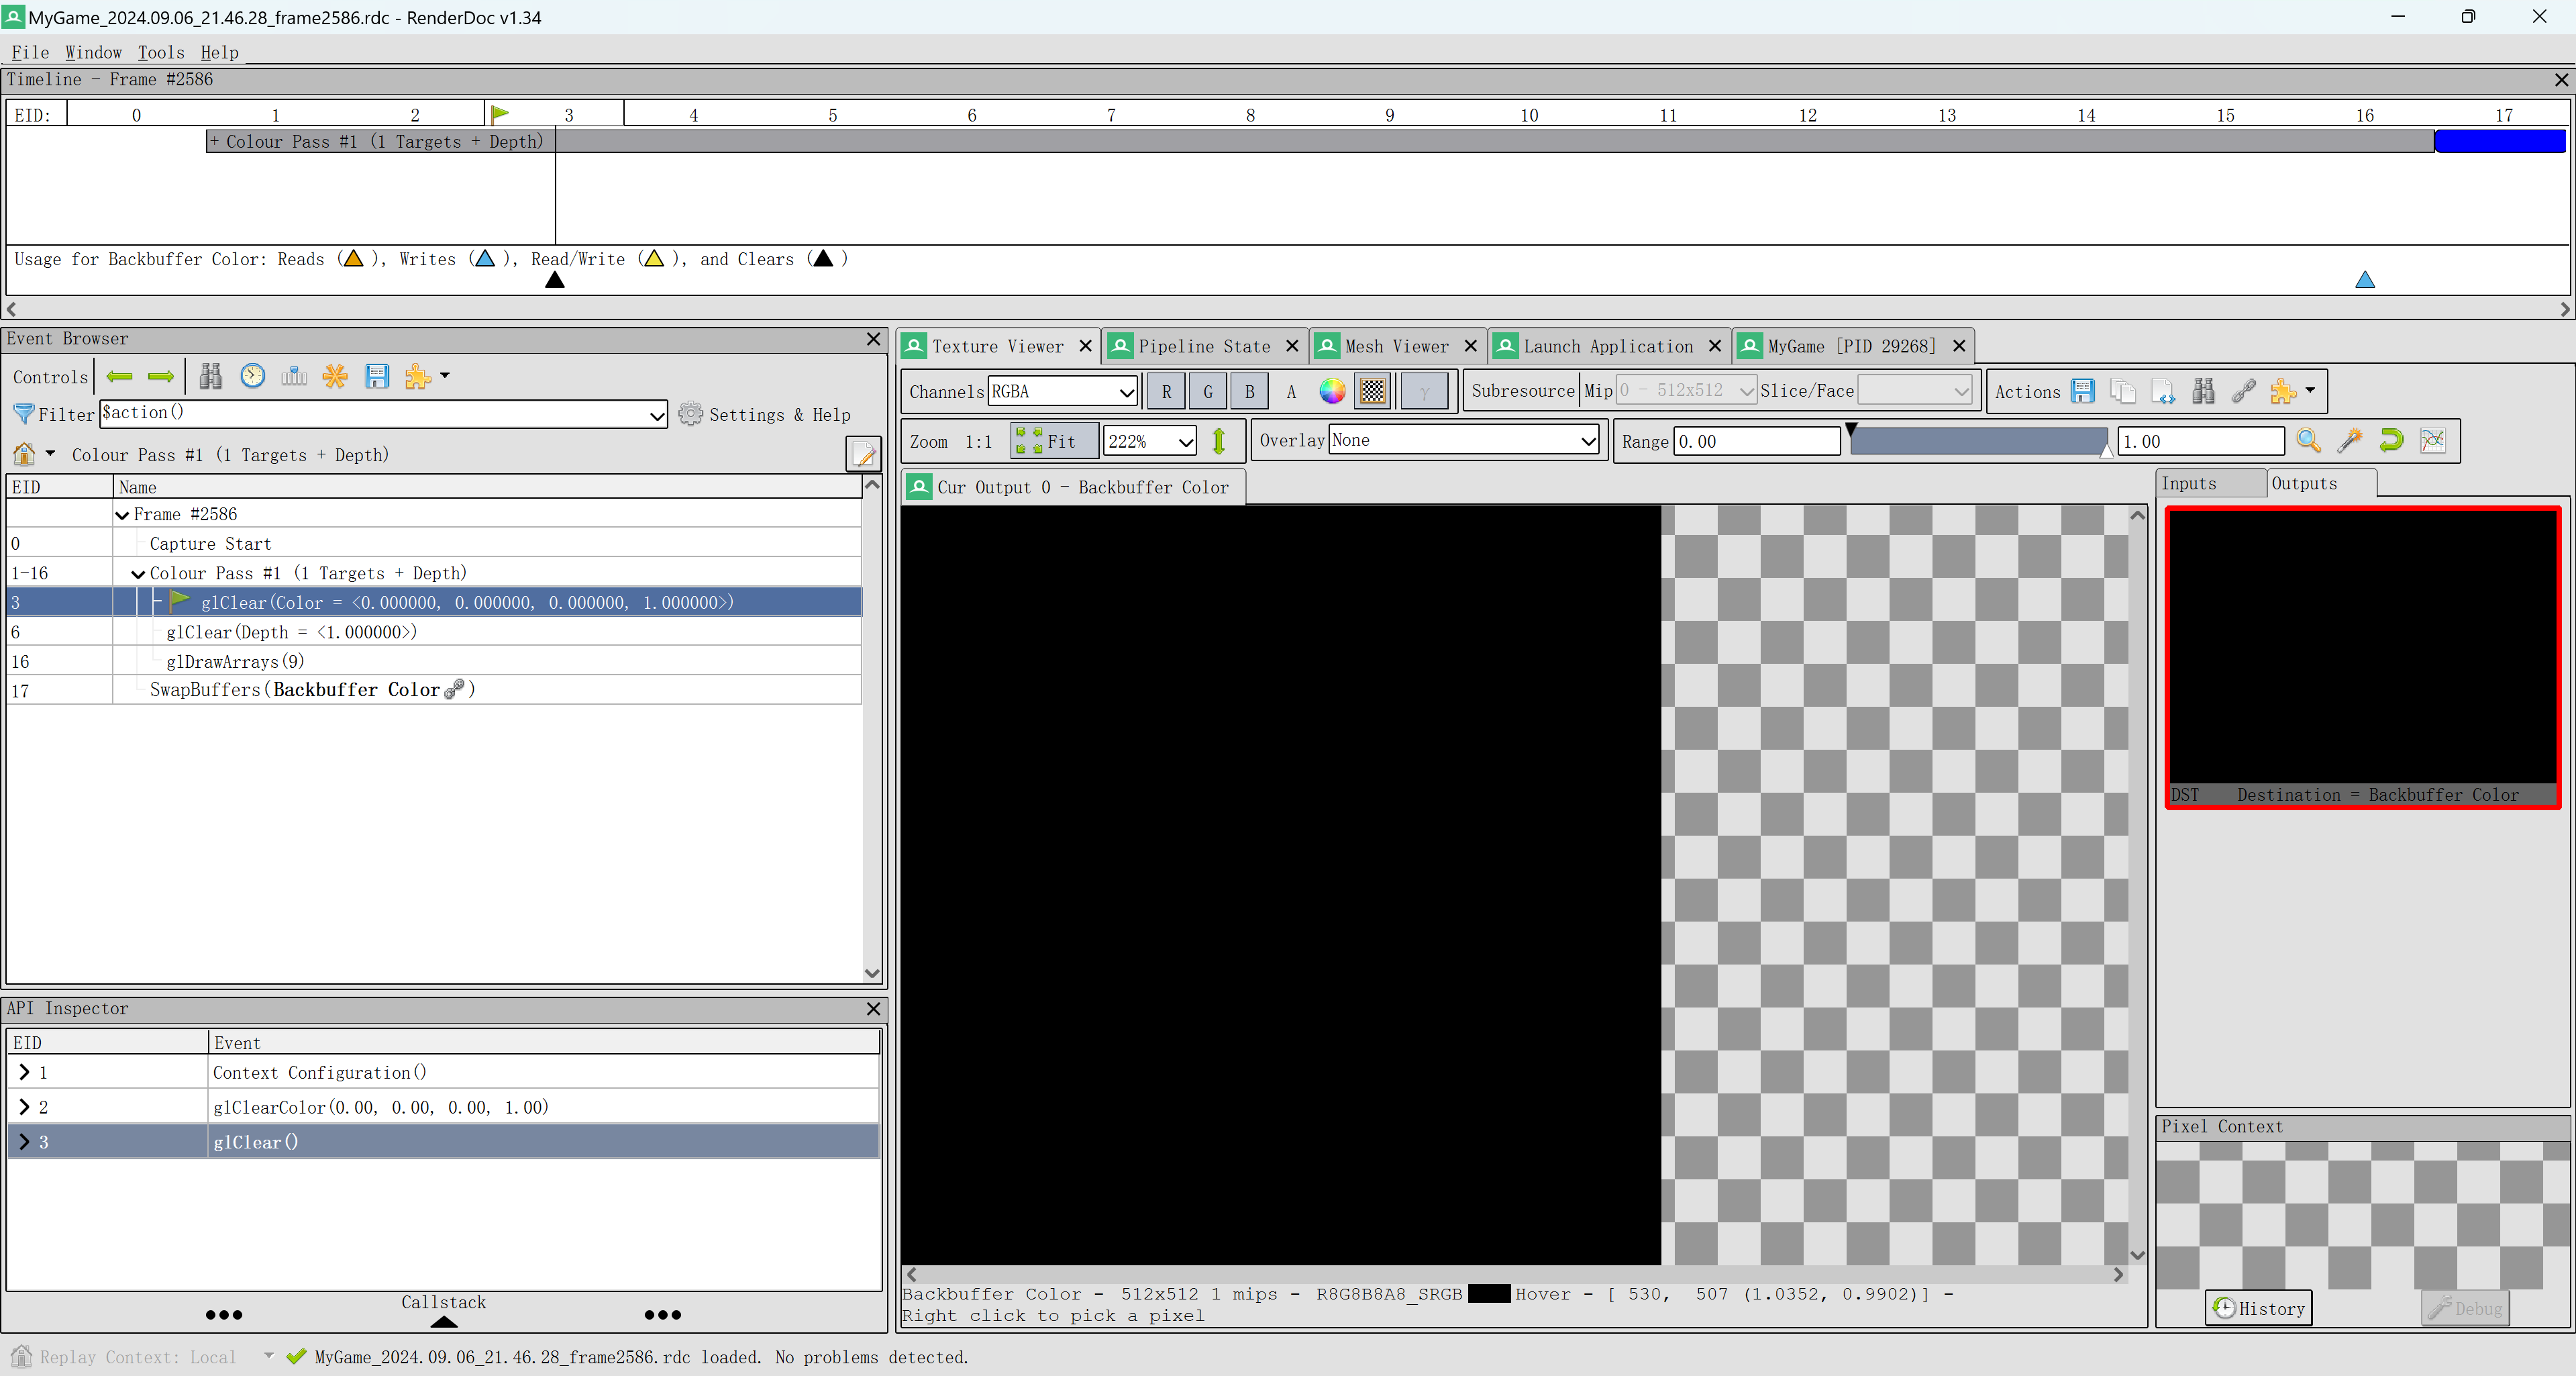 MyGame_2024.09.06_21.46.28_frame2586.rdc - RenderDoc v1.34
File Window Tools Help
Timeline - Frame #2586
EID: 0 1 2 3 4 5 6 7 8 9 10 11 12 13 14 15 16 17
+ Colour Pass #1 (1 Targets + Depth)
Usage for Backbuffer Color: Reads ( ), Writes ( ), Read/Write ( ), and Clears ( )
Event Browser
Controls
Filter $action() Settings & Help
Colour Pass #1 (1 Targets + Depth)
EID Name
Frame #2586
0 Capture Start
1-16 Colour Pass #1 (1 Targets + Depth)
3 glClear(Color = <0.000000, 0.000000, 0.000000, 1.000000>)
6 glClear(Depth = <1.000000>)
16 glDrawArrays(9)
17 SwapBuffers(Backbuffer Color )
API Inspector
EID Event
1 Context Configuration()
2 glClearColor(0.00, 0.00, 0.00, 1.00)
3 glClear()
Callstack
Texture Viewer Pipeline State Mesh Viewer Launch Application MyGame [PID 29268]
Channels RGBA R G B A γ Subresource Mip 0 - 512x512 Slice/Face Actions
Zoom 1:1 Fit 222% Overlay None Range 0.00 1.00
Cur Output 0 - Backbuffer Color
Inputs Outputs
DST Destination = Backbuffer Color
Pixel Context
History Debug
Backbuffer Color - 512x512 1 mips - R8G8B8A8_SRGB Hover - [ 530, 507 (1.0352, 0.9902)] -
Right click to pick a pixel
Replay Context: Local MyGame_2024.09.06_21.46.28_frame2586.rdc loaded. No problems detected.